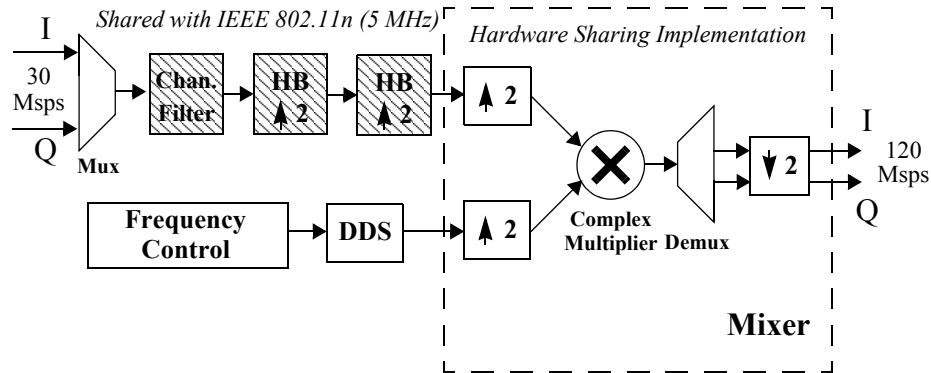 Shared with IEEE 802.11n (5 MHz)
Hardware Sharing Implementation
I
30
Msps
Q
Mux
Chan.
Filter
HB
2
HB
2
2
Complex
Multiplier
Demux
2
I
120
Msps
Q
Frequency
Control
DDS
2
Mixer